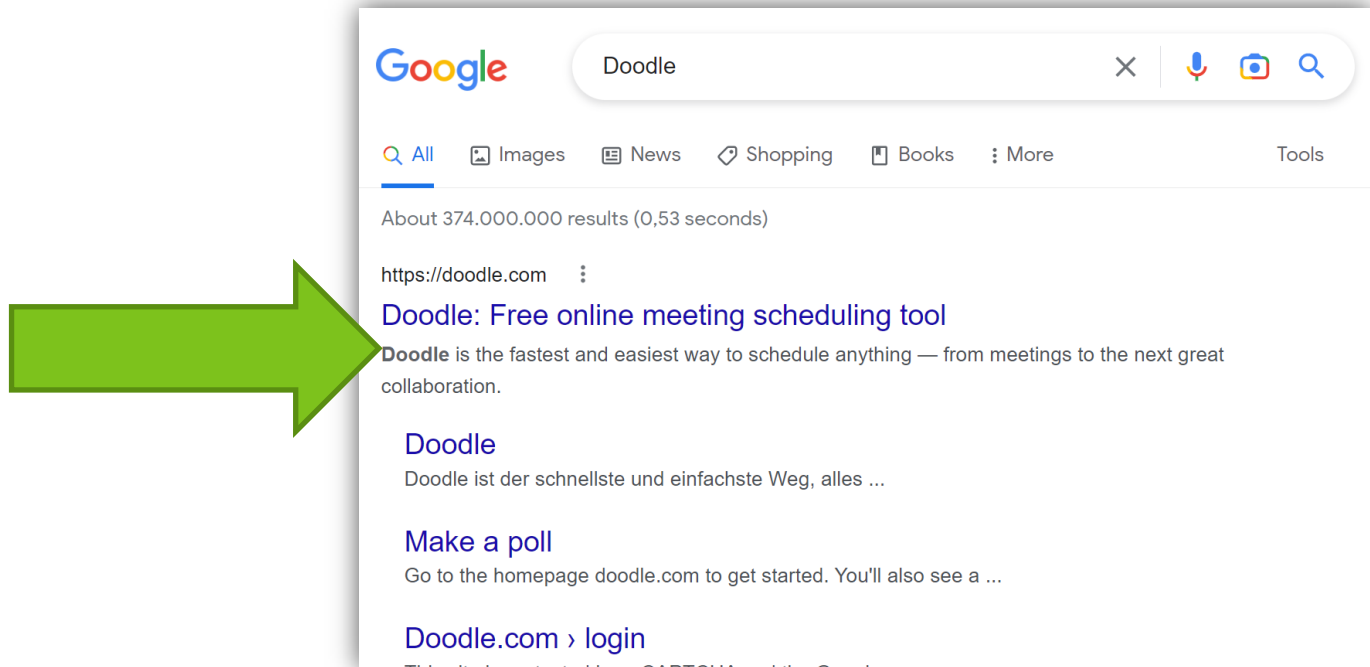 Google
Doodle
All Images News Shopping Books More Tools
About 374.000.000 results (0,53 seconds)
https://doodle.com
Doodle: Free online meeting scheduling tool
Doodle is the fastest and easiest way to schedule anything — from meetings to the next great
collaboration.
Doodle
Doodle ist der schnellste und einfachste Weg, alles ...
Make a poll
Go to the homepage doodle.com to get started. You'll also see a ...
Doodle.com › login